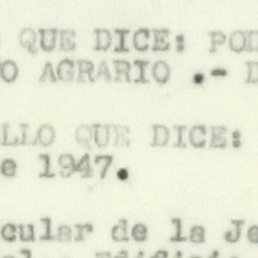 QUE DICE: POD
O AGRARIO .- D
LLO QUE DICE:
e 1947.
cular de la Je